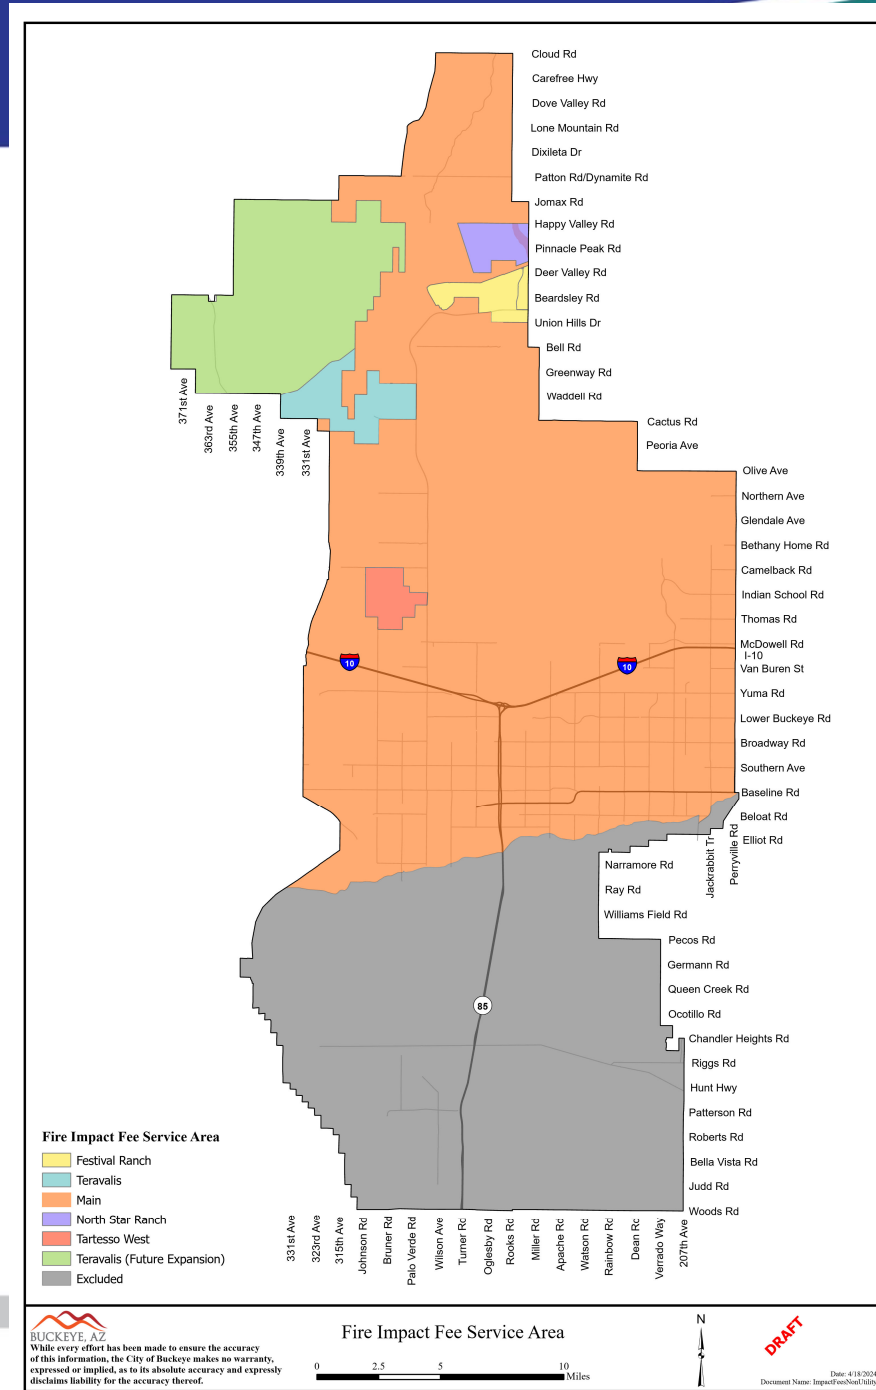 Cloud Rd
Carefree Hwy
Dove Valley Rd
Lone Mountain Rd
Dixileta Dr
Patton Rd/Dynamite Rd
Jomax Rd
Happy Valley Rd
Pinnacle Peak Rd
Deer Valley Rd
Beardsley Rd
Union Hills Dr
Bell Rd
Greenway Rd
Waddell Rd
371st Ave
363rd Ave
355th Ave
347th Ave
339th Ave
331st Ave
Cactus Rd
Peoria Ave
Olive Ave
Northern Ave
Glendale Ave
Bethany Home Rd
Camelback Rd
Indian School Rd
Thomas Rd
McDowell Rd
I-10
10
10
Van Buren St
Yuma Rd
Lower Buckeye Rd
Broadway Rd
Southern Ave
Baseline Rd
Beloat Rd
Elliot Rd
Jackrabbit Tr
Perryville Rd
Narramore Rd
Ray Rd
Williams Field Rd
Pecos Rd
Germann Rd
Queen Creek Rd
85
Ocotillo Rd
Chandler Heights Rd
Riggs Rd
Hunt Hwy
Patterson Rd
Roberts Rd
Bella Vista Rd
Judd Rd
Woods Rd
Fire Impact Fee Service Area
Festival Ranch
Teravalis
Main
North Star Ranch
Tartesso West
Teravalis (Future Expansion)
Excluded
331st Ave
323rd Ave
315th Ave
Johnson Rd
Bruner Rd
Palo Verde Rd
Wilson Ave
Turner Rc
Oglesby Rd
Rooks Rc
Miller Rd
Apache Rd
Watson Rc
Rainbow Rc
Dean Rc
Verrado Way
207th Ave
BUCKEYE, AZ
While every effort has been made to ensure the accuracy
of this information, the City of Buckeye makes no warranty,
expressed or implied, as to its absolute accuracy and expressly
disclaims liability for the accuracy thereof.
Fire Impact Fee Service Area
0 2.5 5 10
Miles
N
DRAFT
Date: 4/18/2024
Document Name: ImpactFeesNonUtility